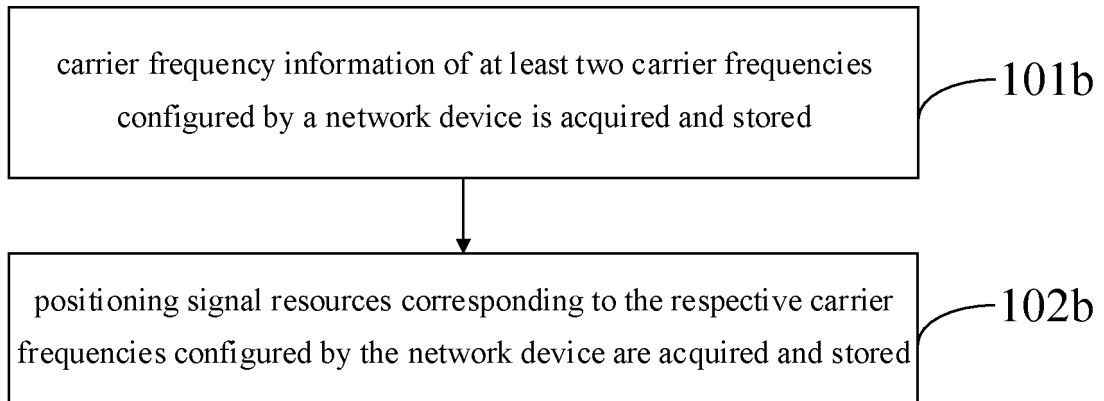 carrier frequency information of at least two carrier frequencies
configured by a network device is acquired and stored
101b
positioning signal resources corresponding to the respective carrier
frequencies configured by the network device are acquired and stored
102b